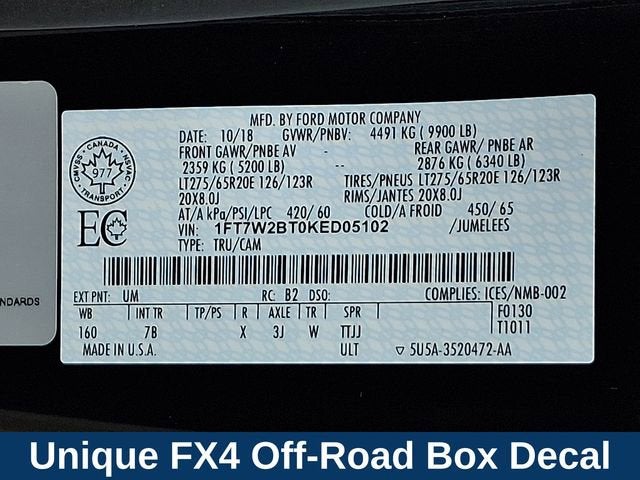 MFD. BY FORD MOTOR COMPANY
DATE: 10/18 GVWR/PNBV: 4491 KG ( 9900 LB)
FRONT GAWR/PNBE AV -- REAR GAWR/ PNBE AR
2359 KG ( 5200 LB) -- 2876 KG ( 6340 LB)
LT275/65R20E 126/123R TIRES/PNEUS LT275/65R20E 126/123R
20X8.0J RIMS/JANTES 20X8.0J
AT/A kPa/PSI/LPC 420/ 60 COLD/A FROID 450/ 65
VIN: 1FT7W2BT0KED05102 /JUMELEES
TYPE: TRU/CAM
CMVSS - CANADA - NSVAC
977
TRANSPORT
EC
EXT PNT: UM RC: B2 DSO: COMPLIES: ICES/NMB-002
WB INT TR TP/PS R AXLE TR SPR F0130
160 7B X 3J W TTJJ T1011
MADE IN U.S.A. ULT ▽ 5U5A-3520472-AA
NDARDS
Unique FX4 Off-Road Box Decal